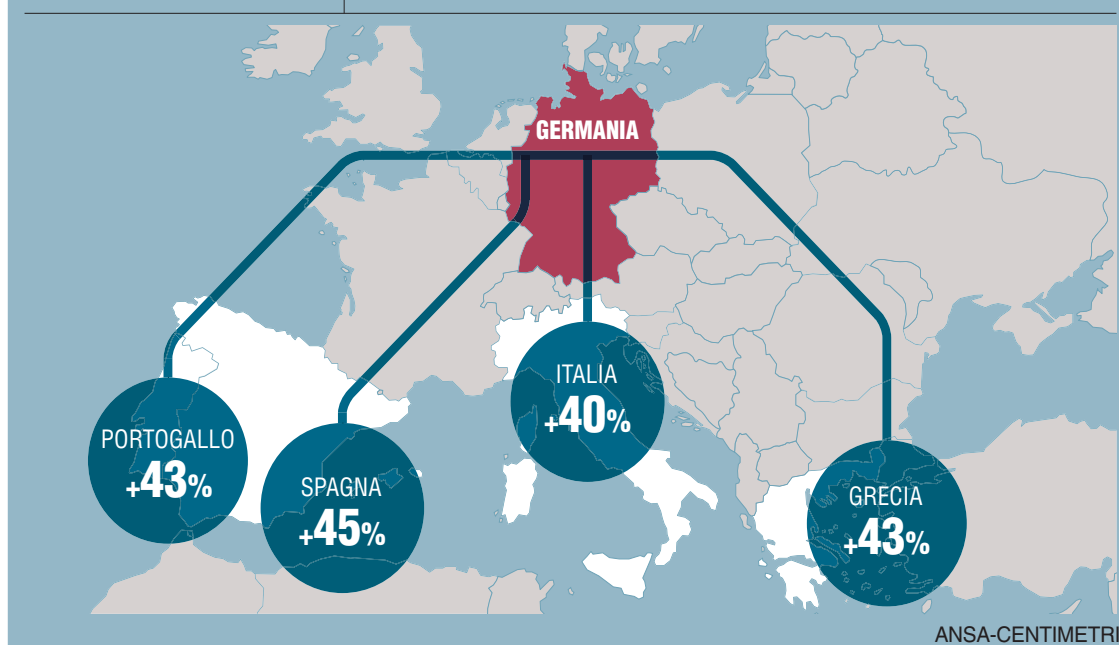 GERMANIA
ITALIA
+40%
PORTOGALLO
+43%
SPAGNA
+45%
GRECIA
+43%
ANSA-CENTIMETRI